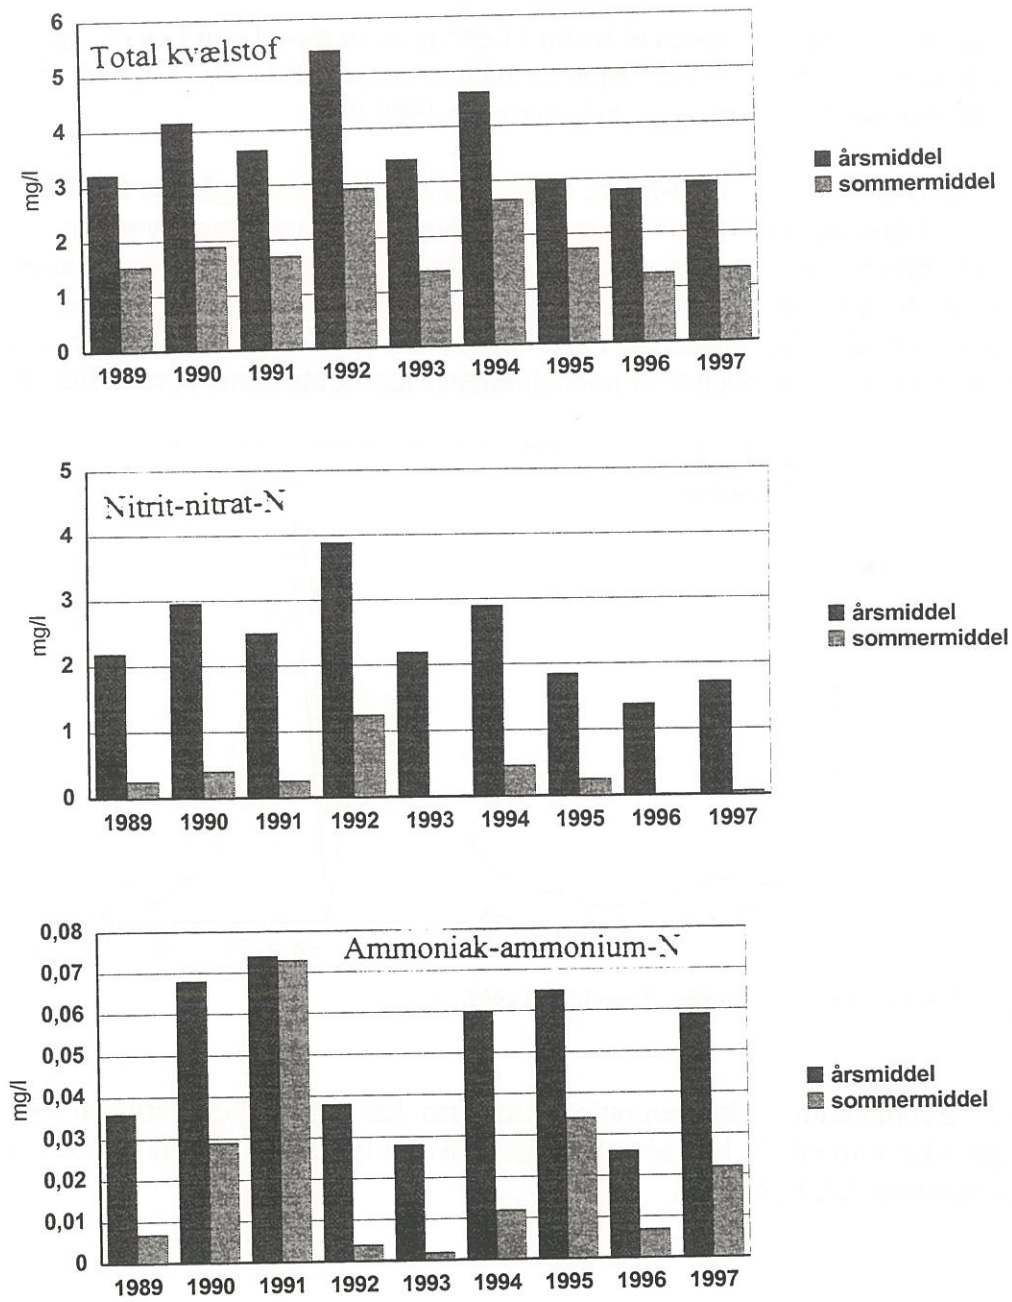 Total kvælstof
6
5
4
3
2
1
0
mg/l
1989 1990 1991 1992 1993 1994 1995 1996 1997
årsmiddel
sommermiddel
Nitrit-nitrat-N
5
4
3
2
1
0
mg/l
1989 1990 1991 1992 1993 1994 1995 1996 1997
årsmiddel
sommermiddel
Ammoniak-ammonium-N
0,08
0,07
0,06
0,05
0,04
0,03
0,02
0,01
0
mg/l
1989 1990 1991 1992 1993 1994 1995 1996 1997
årsmiddel
sommermiddel